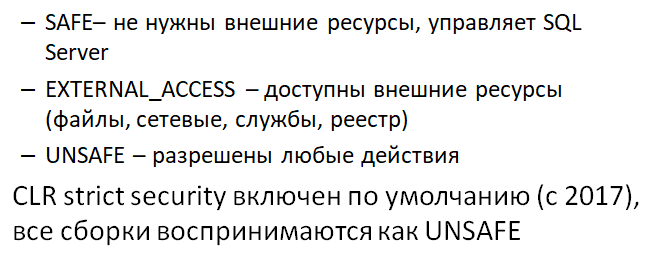 – SAFE– не нужны внешние ресурсы, управляет SQL
Server
– EXTERNAL_ACCESS – доступны внешние ресурсы
(файлы, сетевые, службы, реестр)
– UNSAFE – разрешены любые действия
CLR strict security включен по умолчанию (с 2017),
все сборки воспринимаются как UNSAFE